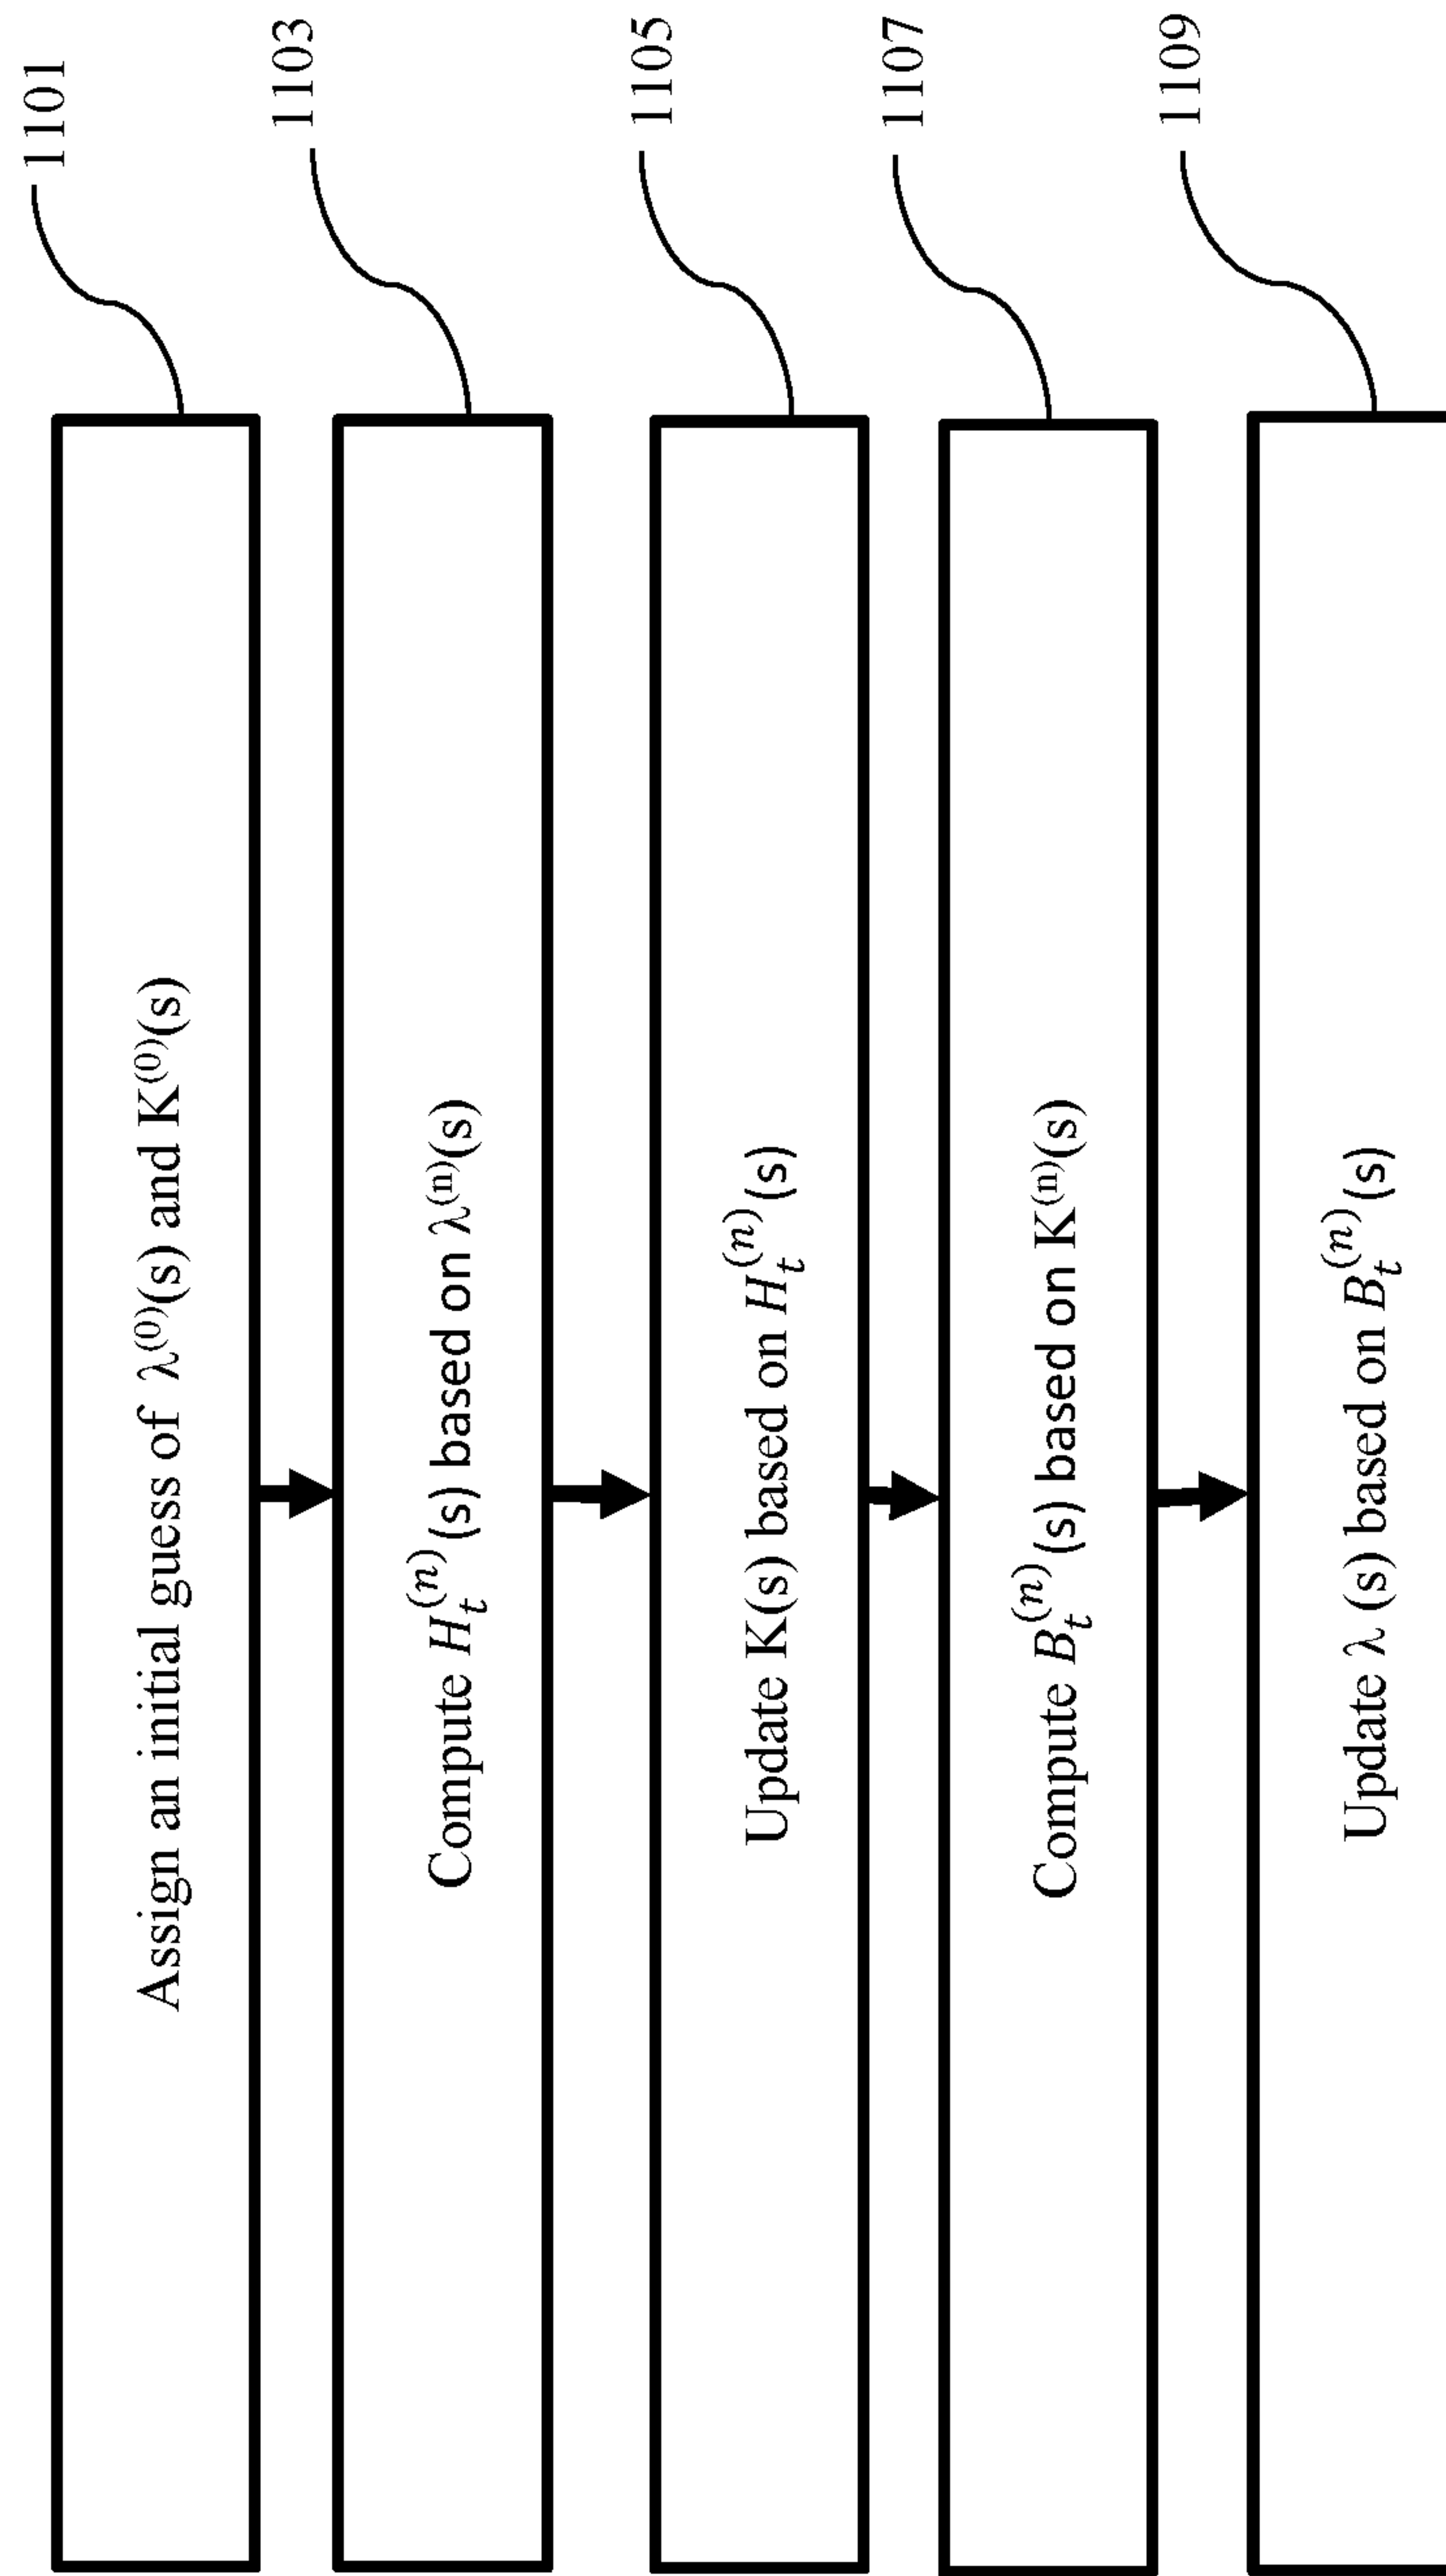 Assign an initial guess of λ⁽⁰⁾(s) and K⁽⁰⁾(s)
1101
Compute Hₜ⁽ⁿ⁾(s) based on λ⁽ⁿ⁾(s)
1103
Update K(s) based on Hₜ⁽ⁿ⁾(s)
1105
Compute Bₜ⁽ⁿ⁾(s) based on K⁽ⁿ⁾(s)
1107
Update λ (s) based on Bₜ⁽ⁿ⁾(s)
1109